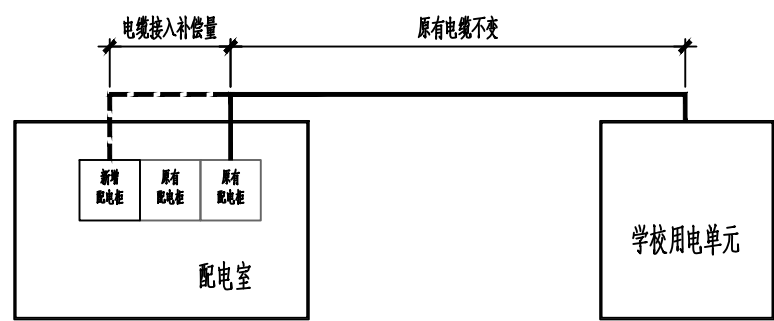 电缆接入补偿量
原有电缆不变
新增
配电柜
原有
配电柜
原有
配电柜
配电室
学校用电单元